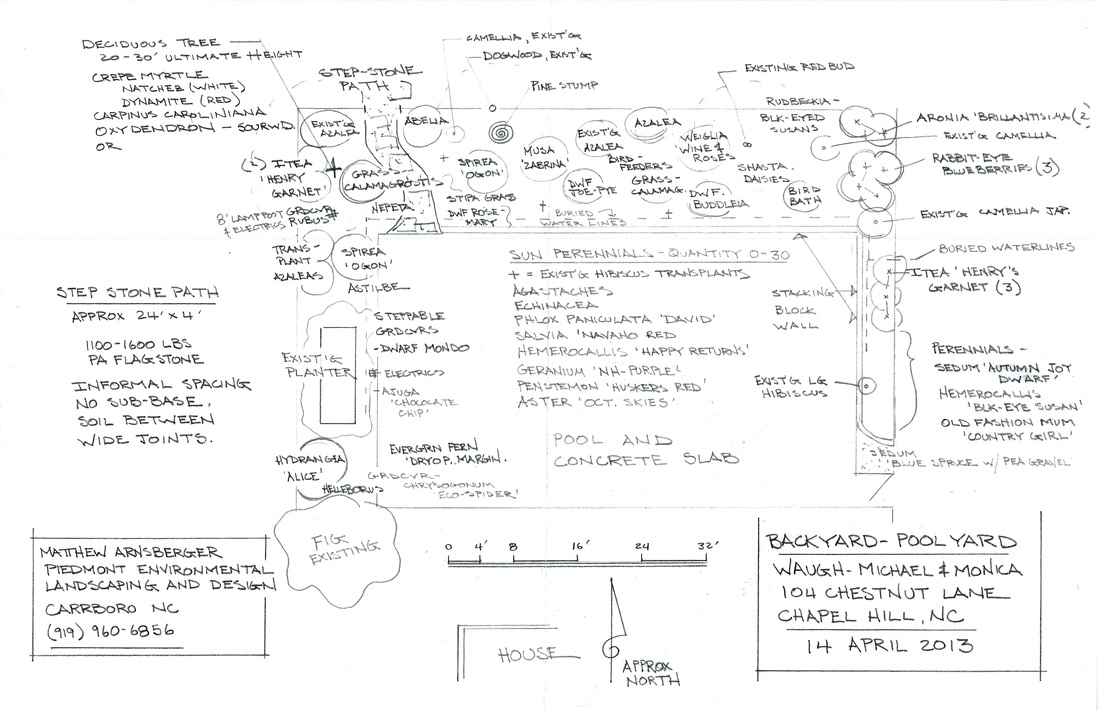 DECIDUOUS TREE
20-30' ULTIMATE HEIGHT
CREPE MYRTLE
NATCHEZ (WHITE)
DYNAMITE (RED)
CARPINUS CAROLINIANA
OXYDENDRON - SOURWD.
OR
STEP-STONE
PATH
CAMELLIA, EXIST'G
DOGWOOD, EXIST'G
PINE STUMP
EXISTING REDBUD
RUDBECKIA-
BLK-EYED
SUSANS
ARONIA 'BRILLANTISIMA (2)
EXIST'G CAMELLIA
RABBIT-EYE
BLUEBERRIES (3)
EXIST'G CAMELLIA JAP.
EXIST'G
AZALEA
ABELIA
ITEA
'HENRY
GARNET'
GRASS-
CALAMAGROSTIS
SPIREA
'OGON'
MUSA
'ZABRINA'
EXIST'G
AZALEA
AZALEA
BIRD-
FEEDERS
WEIGLIA
'WINE &
ROSES'
SHASTA
DAISIES
DWF
JOE-PYE
GRASS-
CALAMAG.
DWF.
BUDDLEIA
BIRD
BATH
STIPA GRASS
DWF ROSE-
MARY
BURIED
WATER LINES
NEPETA
8' LAMPPOST
& ELECTRICS
GRDCVR
RUBUS
TRANS-
PLANT
AZALEAS
SPIREA
'OGON'
ASTILBE
SUN PERENNIALS - QUANTITY 0-30
+ = EXIST'G HIBISCUS TRANSPLANTS
AGASTACHES
ECHINACEA
PHLOX PANICULATA 'DAVID'
SALVIA 'NAVAHO RED
HEMEROCALLIS 'HAPPY RETURNS'
GERANIUM 'NH-PURPLE'
PENSTEMON 'HUSKERS RED'
ASTER 'OCT. SKIES'
STACKING
BLOCK
WALL
BURIED WATERLINES
ITEA 'HENRY'S
GARNET (3)
STEP STONE PATH
APPROX 24' x 4'
1100-1600 LBS
PA FLAGSTONE
INFORMAL SPACING
NO SUB-BASE.
SOIL BETWEEN
WIDE JOINTS.
EXIST'G
PLANTER
STEPPABLE
GRDCVRS
-DWARF MONDO
ELECTRICS
-AJUGA
'CHOCOLATE
CHIP'
EXIST'G LG
HIBISCUS
PERENNIALS -
SEDUM 'AUTUMN JOY
DWARF'
HEMEROCALLIS
'BLK-EYE SUSAN'
OLD FASHION MUM
'COUNTRY GIRL'
SEDUM
'BLUE SPRUCE W/ PEA GRAVEL
POOL AND
CONCRETE SLAB
HYDRANGIA
'ALICE'
HELLEBORUS
EVERGRN FERN
'DRYOP. MARGIN.
GRDCVR-
CHRYSOGONUM
ECO-SPIDER'
FIG
EXISTING
0 4' 8 16' 24 32'
HOUSE
APPROX
NORTH
MATTHEW ARNSBERGER
PIEDMONT ENVIRONMENTAL
LANDSCAPING AND DESIGN
CARRBORO NC
(919) 960-6856
BACKYARD- POOLYARD
WAUGH- MICHAEL & MONICA
104 CHESTNUT LANE
CHAPEL HILL, NC
14 APRIL 2013